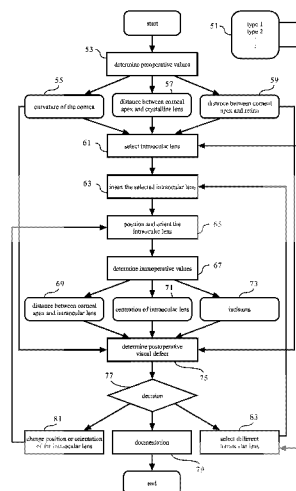 start
51
type 1
type 2
:
:
53
determine preoperative values
55
57
59
curvature of the cornea
distance between corneal
apex and crystalline lens
distance between corneal
apex and retina
61
select intraocular lens
63
insert the selected intraocular lens
position and orient the
intraocular lens
65
determine intraoperative values
67
69
71
73
distance between corneal
apex and intraocular lens
centration of intraocular lens
determine postoperative
visual defect
75
77
decision
81
83
change position or orientation
of the intraocular lens
documentation
select different
intraocular lens
79
end